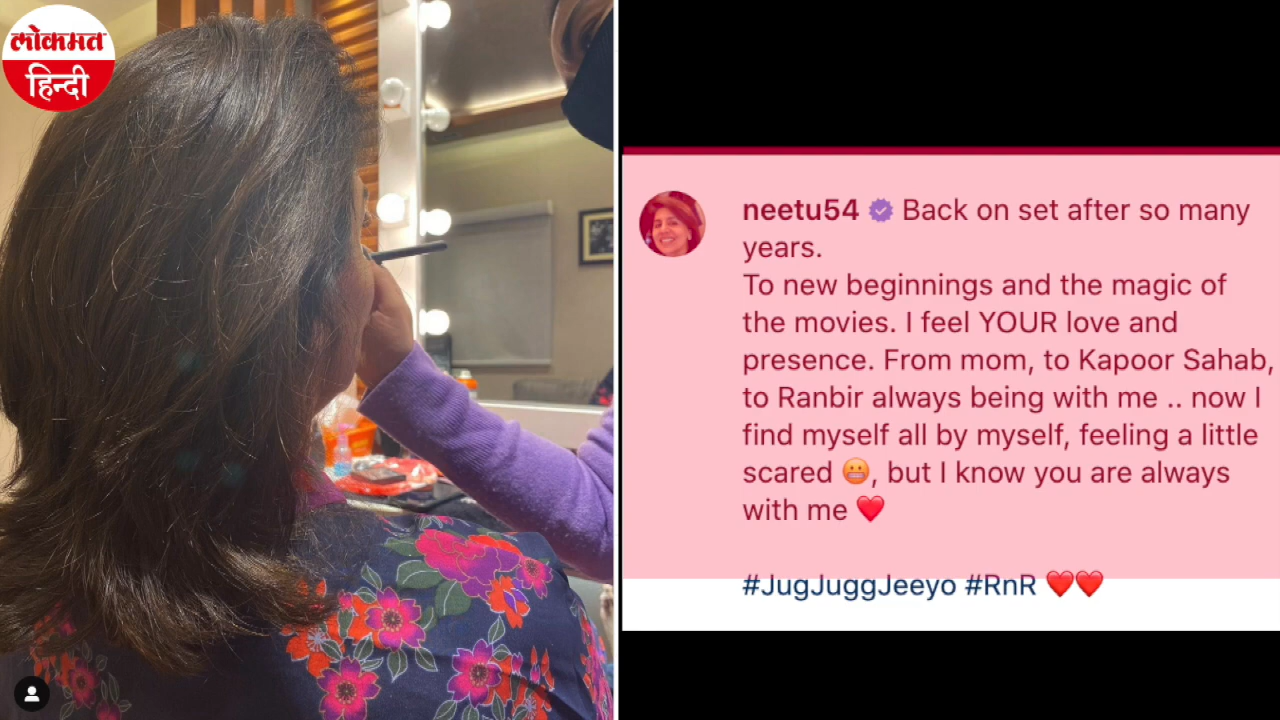 लोकमत
हिन्दी
neetu54 Back on set after so many
years.
To new beginnings and the magic of
the movies. I feel YOUR love and
presence. From mom, to Kapoor Sahab,
to Ranbir always being with me .. now I
find myself all by myself, feeling a little
scared 😬, but I know you are always
with me ❤️
#JugJuggJeeyo #RnR ❤️❤️